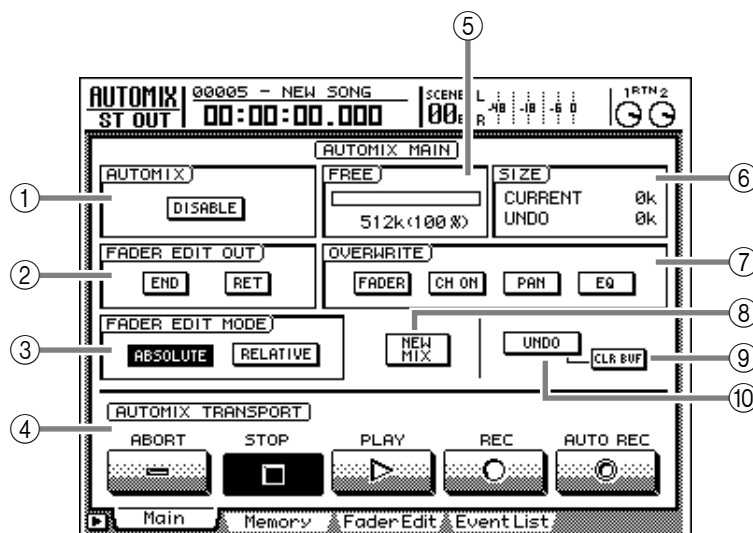 ⑤
AUTOMIX
ST OUT
00005 - NEW SONG
00:00:00.000
SCENE
00
L -48 -18 -6 0
R
1 RTN 2
AUTOMIX MAIN
① AUTOMIX
DISABLE
FREE
512k(100%)
SIZE ⑥
CURRENT 0k
UNDO 0k
② FADER EDIT OUT
END RET
OVERWRITE ⑦
FADER CH ON PAN EQ
③ FADER EDIT MODE
ABSOLUTE RELATIVE
⑧
NEW
MIX
UNDO
CLR BUF ⑨
⑩
④ AUTOMIX TRANSPORT
ABORT STOP PLAY REC AUTO REC
Main Memory Fader Edit Event List